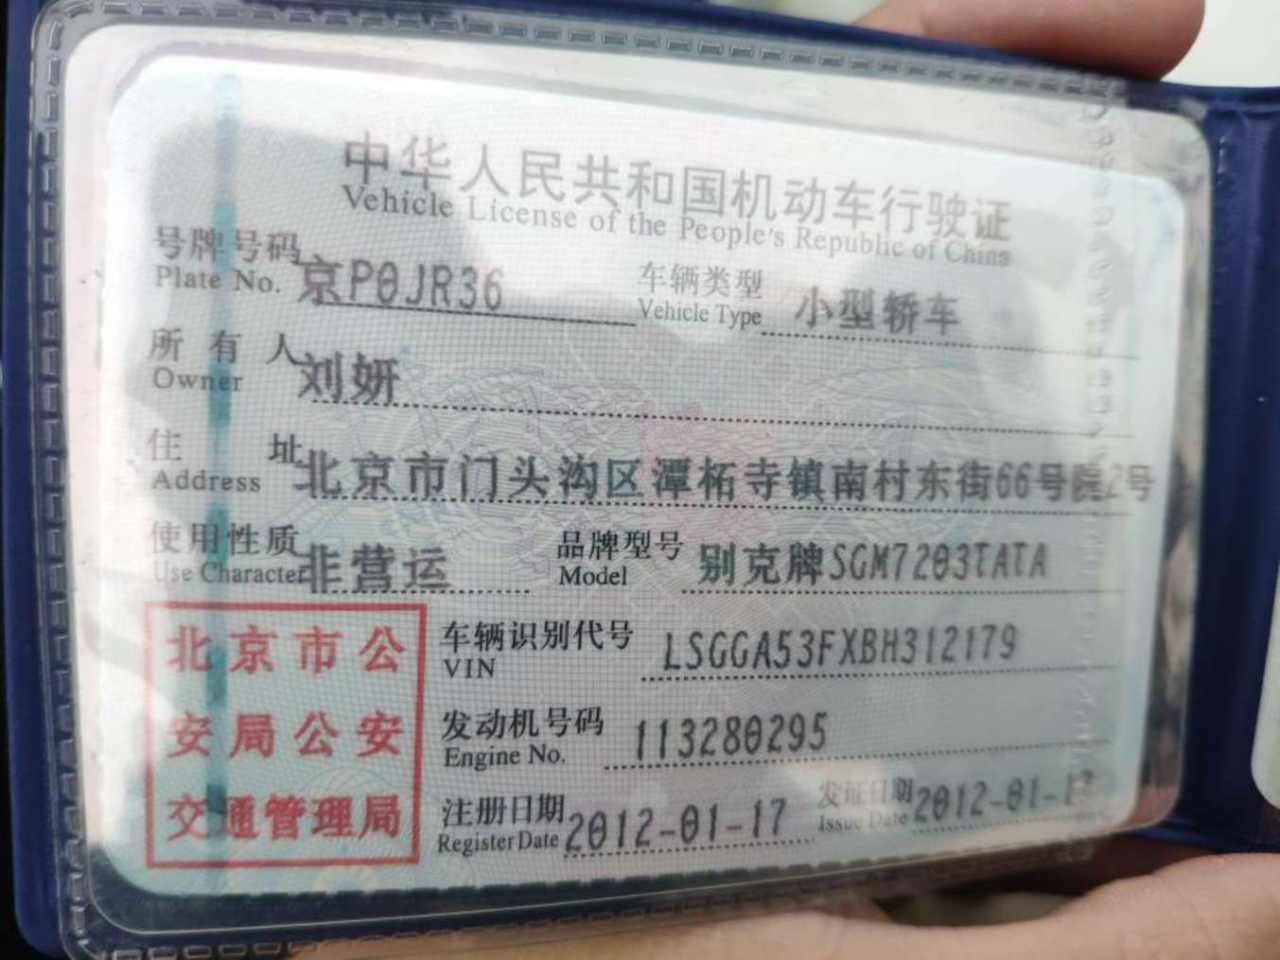 中华人民共和国机动车行驶证
Vehicle License of the People's Republic of China
号牌号码 京P0JR36 车辆类型 小型轿车
Plate No. Vehicle Type
所有人 刘妍
Owner
住址 北京市门头沟区潭柘寺镇南村东街66号院2号
Address
使用性质 非营运 品牌型号 别克牌SGM7203TATA
Use Character Model
北京市公
安局公安
交通管理局
车辆识别代号 LSGGA53FXBH312179
VIN
发动机号码 113280295
Engine No.
注册日期 2012-01-17 发证日期 2012-01-17
Register Date Issue Date